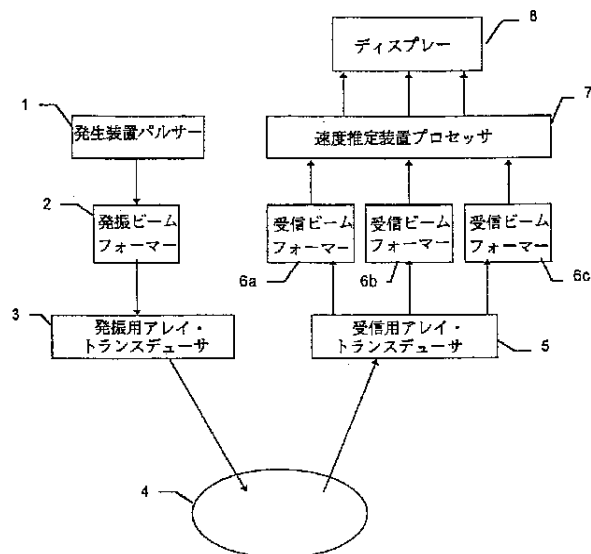 8
ディスプレー
7
1
発生装置パルサー
速度推定装置プロセッサ
2
発振ビーム
フォーマー
受信ビーム
フォーマー
6a
受信ビーム
フォーマー
6b
受信ビーム
フォーマー
6c
3
発振用アレイ・
トランスデューサ
受信用アレイ・
トランスデューサ
5
4